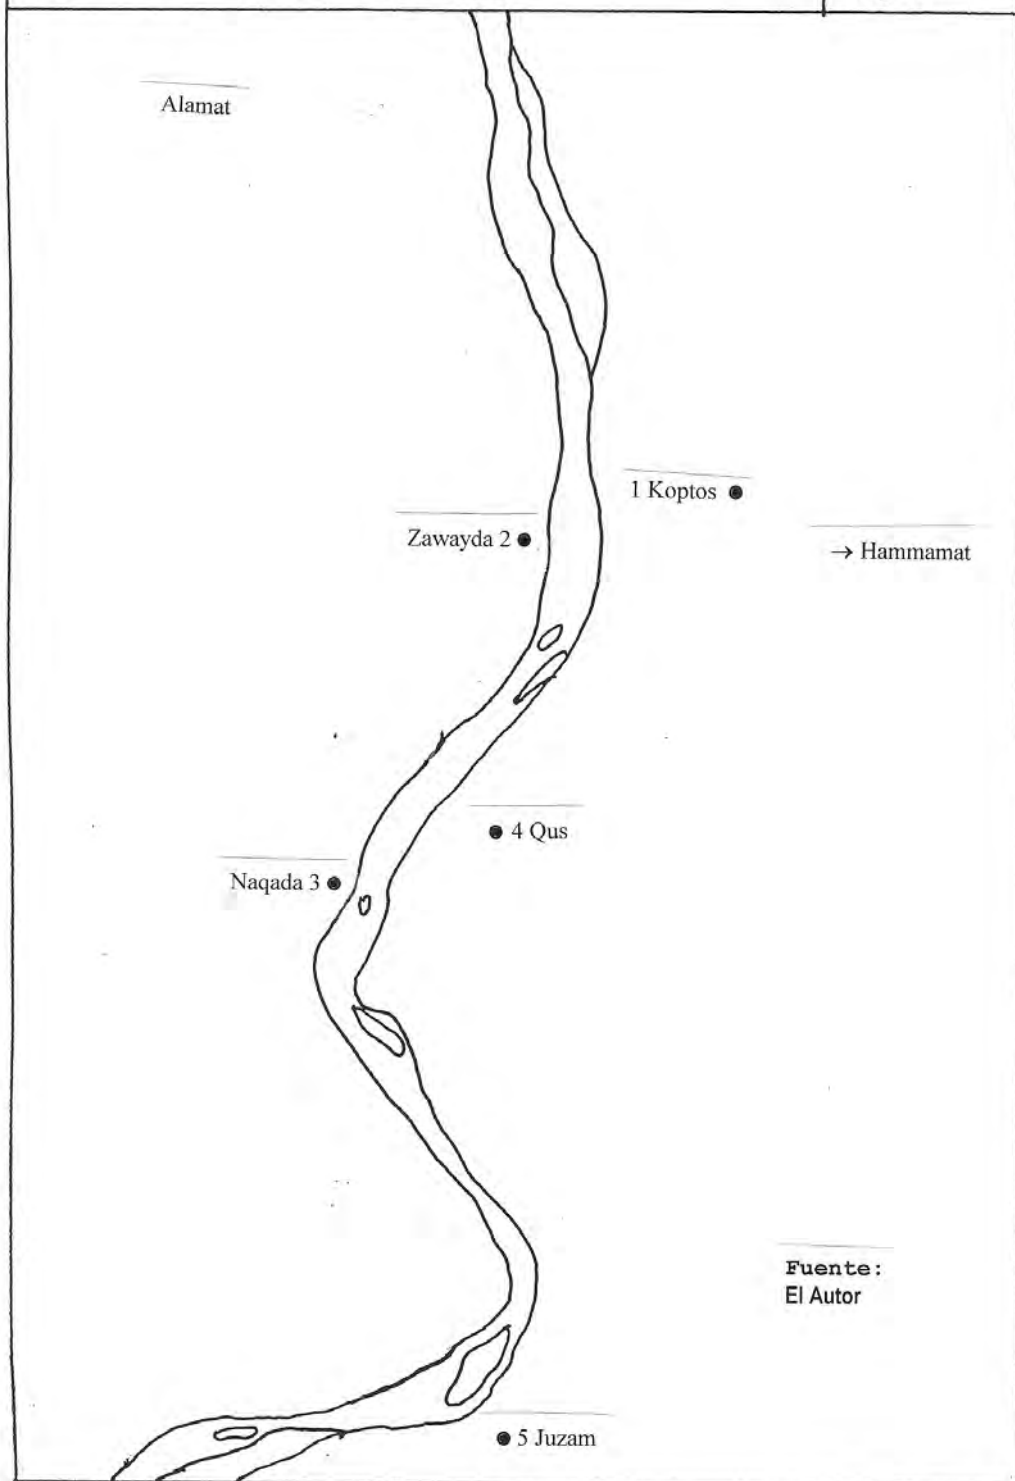 Alamat
1 Koptos
Zawayda 2
→ Hammamat
4 Qus
Naqada 3
Fuente:
El Autor
5 Juzam